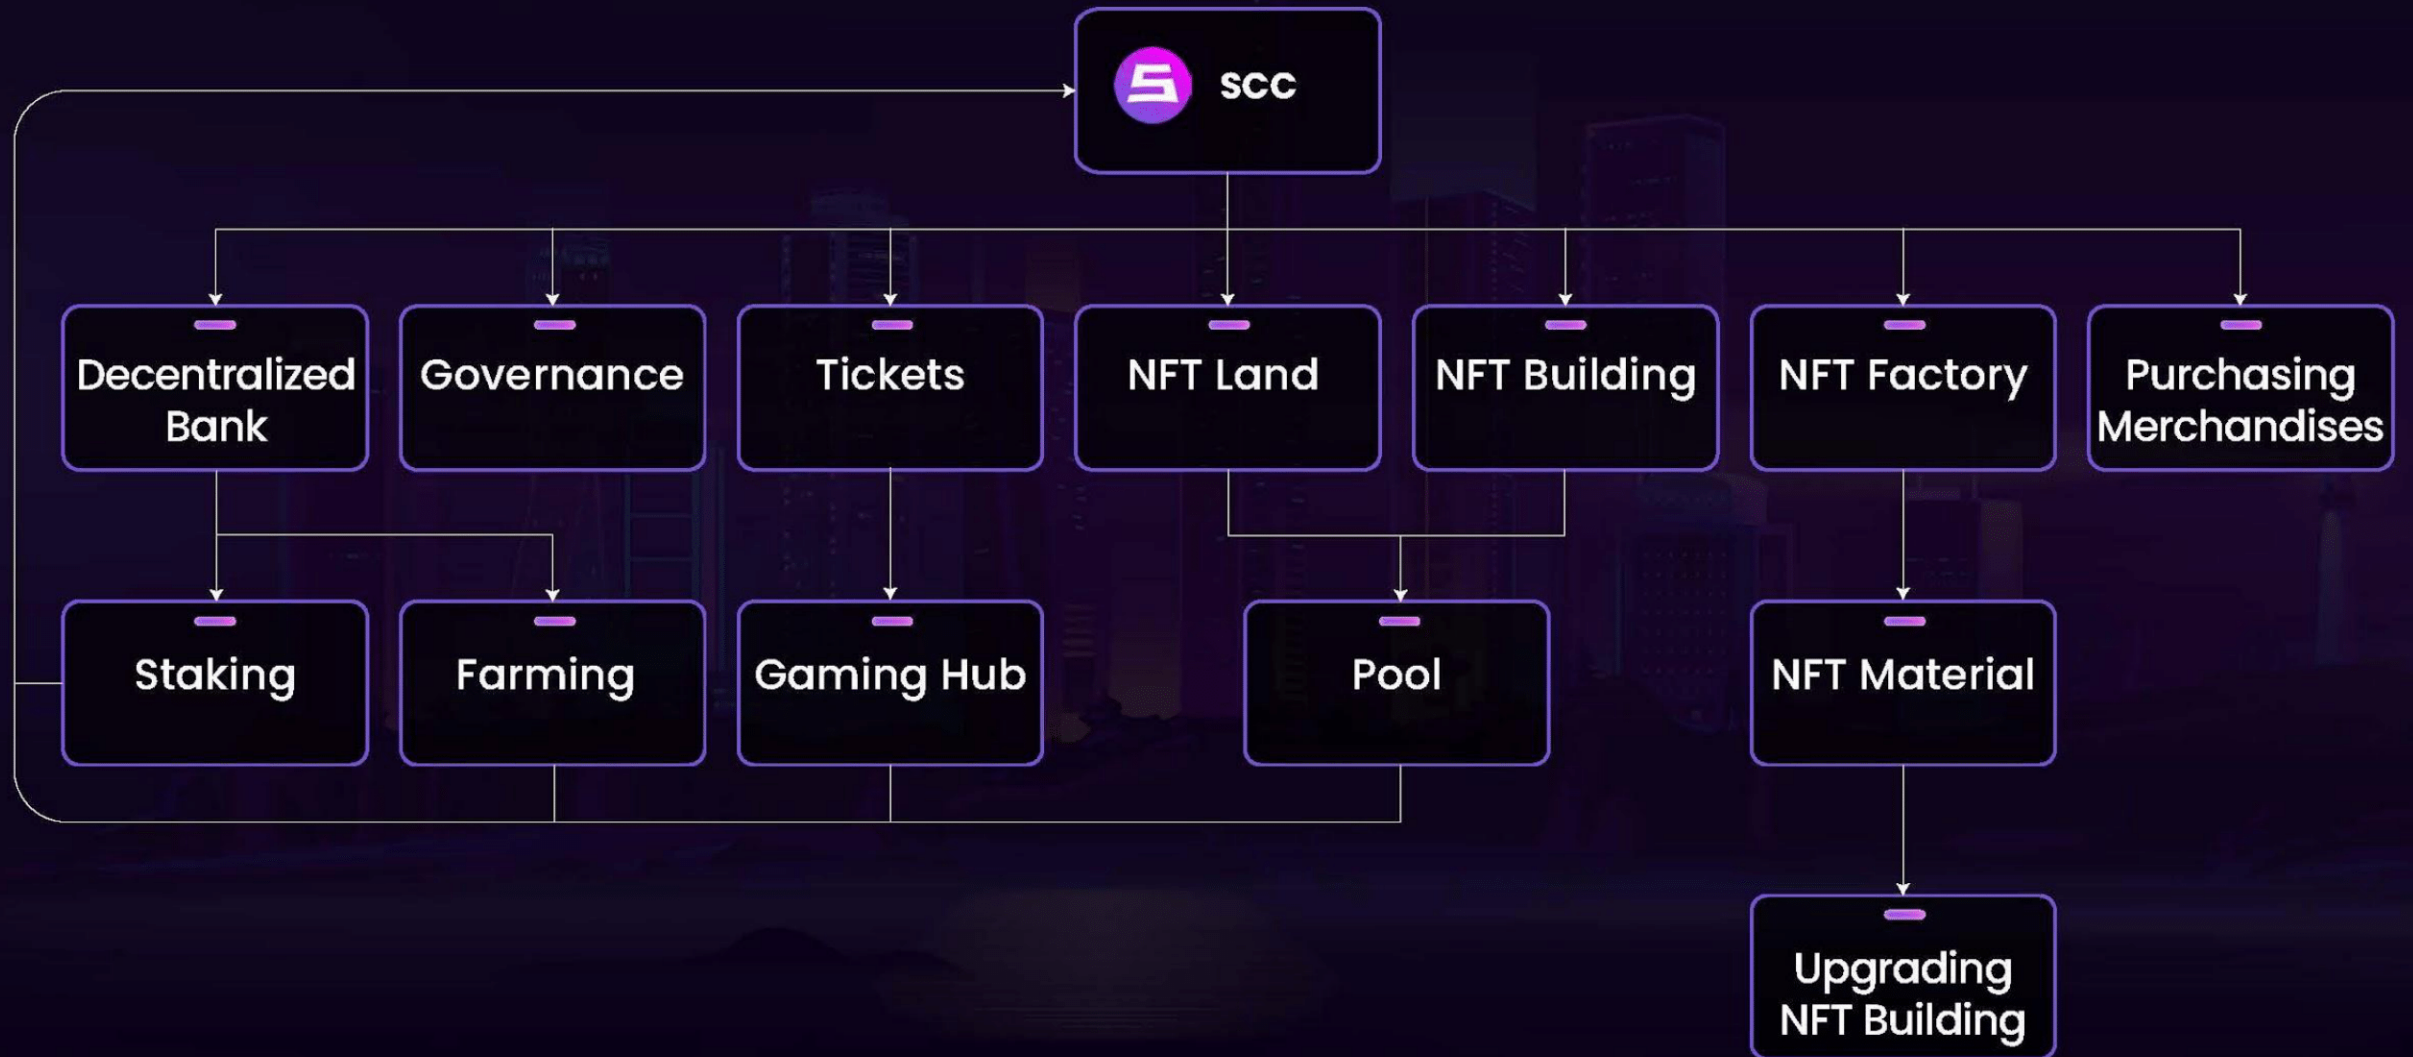 scc
Decentralized
Bank
Governance
Tickets
NFT Land
NFT Building
NFT Factory
Purchasing
Merchandises
Staking
Farming
Gaming Hub
Pool
NFT Material
Upgrading
NFT Building